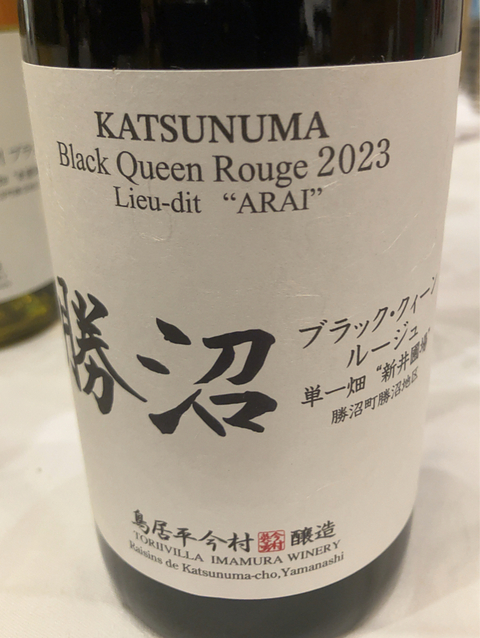 KATSUNUMA
Black Queen Rouge 2023
Lieu-dit “ARAI”
勝沼
ブラック・クィーン
ルージュ
単一畑 “新井圃場”
勝沼町勝沼地区
鳥居平今村 醸造
TORIIVILLA IMAMURA WINERY
Raisins de Katsunuma-cho,Yamanashi